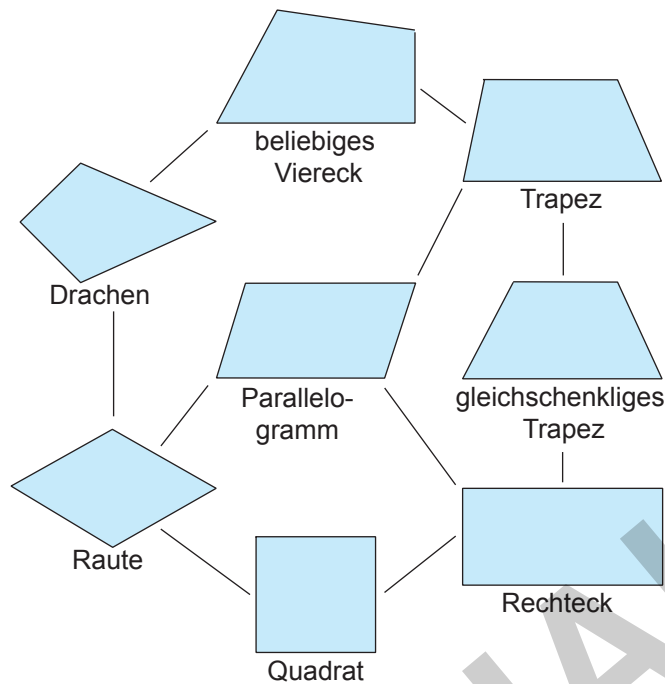 beliebiges
Viereck
Trapez
Drachen
Parallelo-
gramm
gleichschenkliges
Trapez
Raute
Rechteck
Quadrat